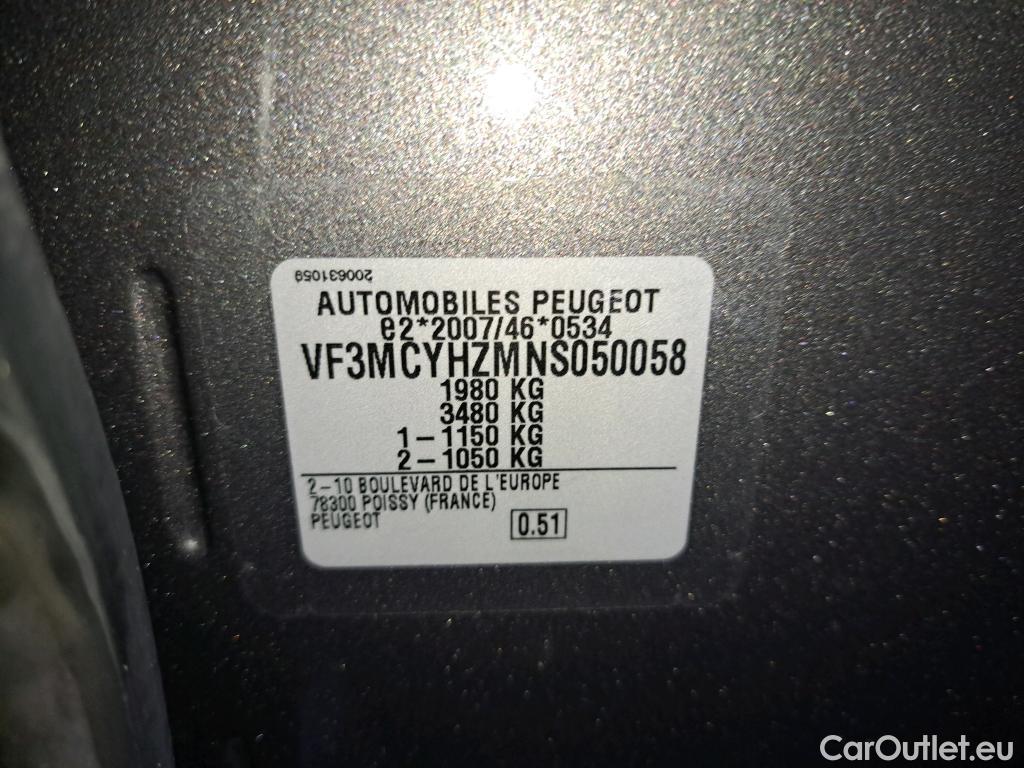 200631059
AUTOMOBILES PEUGEOT
e2*2007/46*0534
VF3MCYHZMNS050058
1980 KG
3480 KG
1 – 1150 KG
2 – 1050 KG
2–10 BOULEVARD DE L'EUROPE
78300 POISSY (FRANCE)
PEUGEOT
0.51
CarOutlet.eu